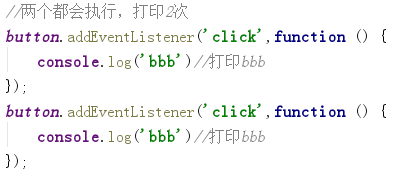 //两个都会执行，打印2次
button.addEventListener('click',function () {
    console.log('bbb')//打印bbb
});
button.addEventListener('click',function () {
    console.log('bbb')//打印bbb
});